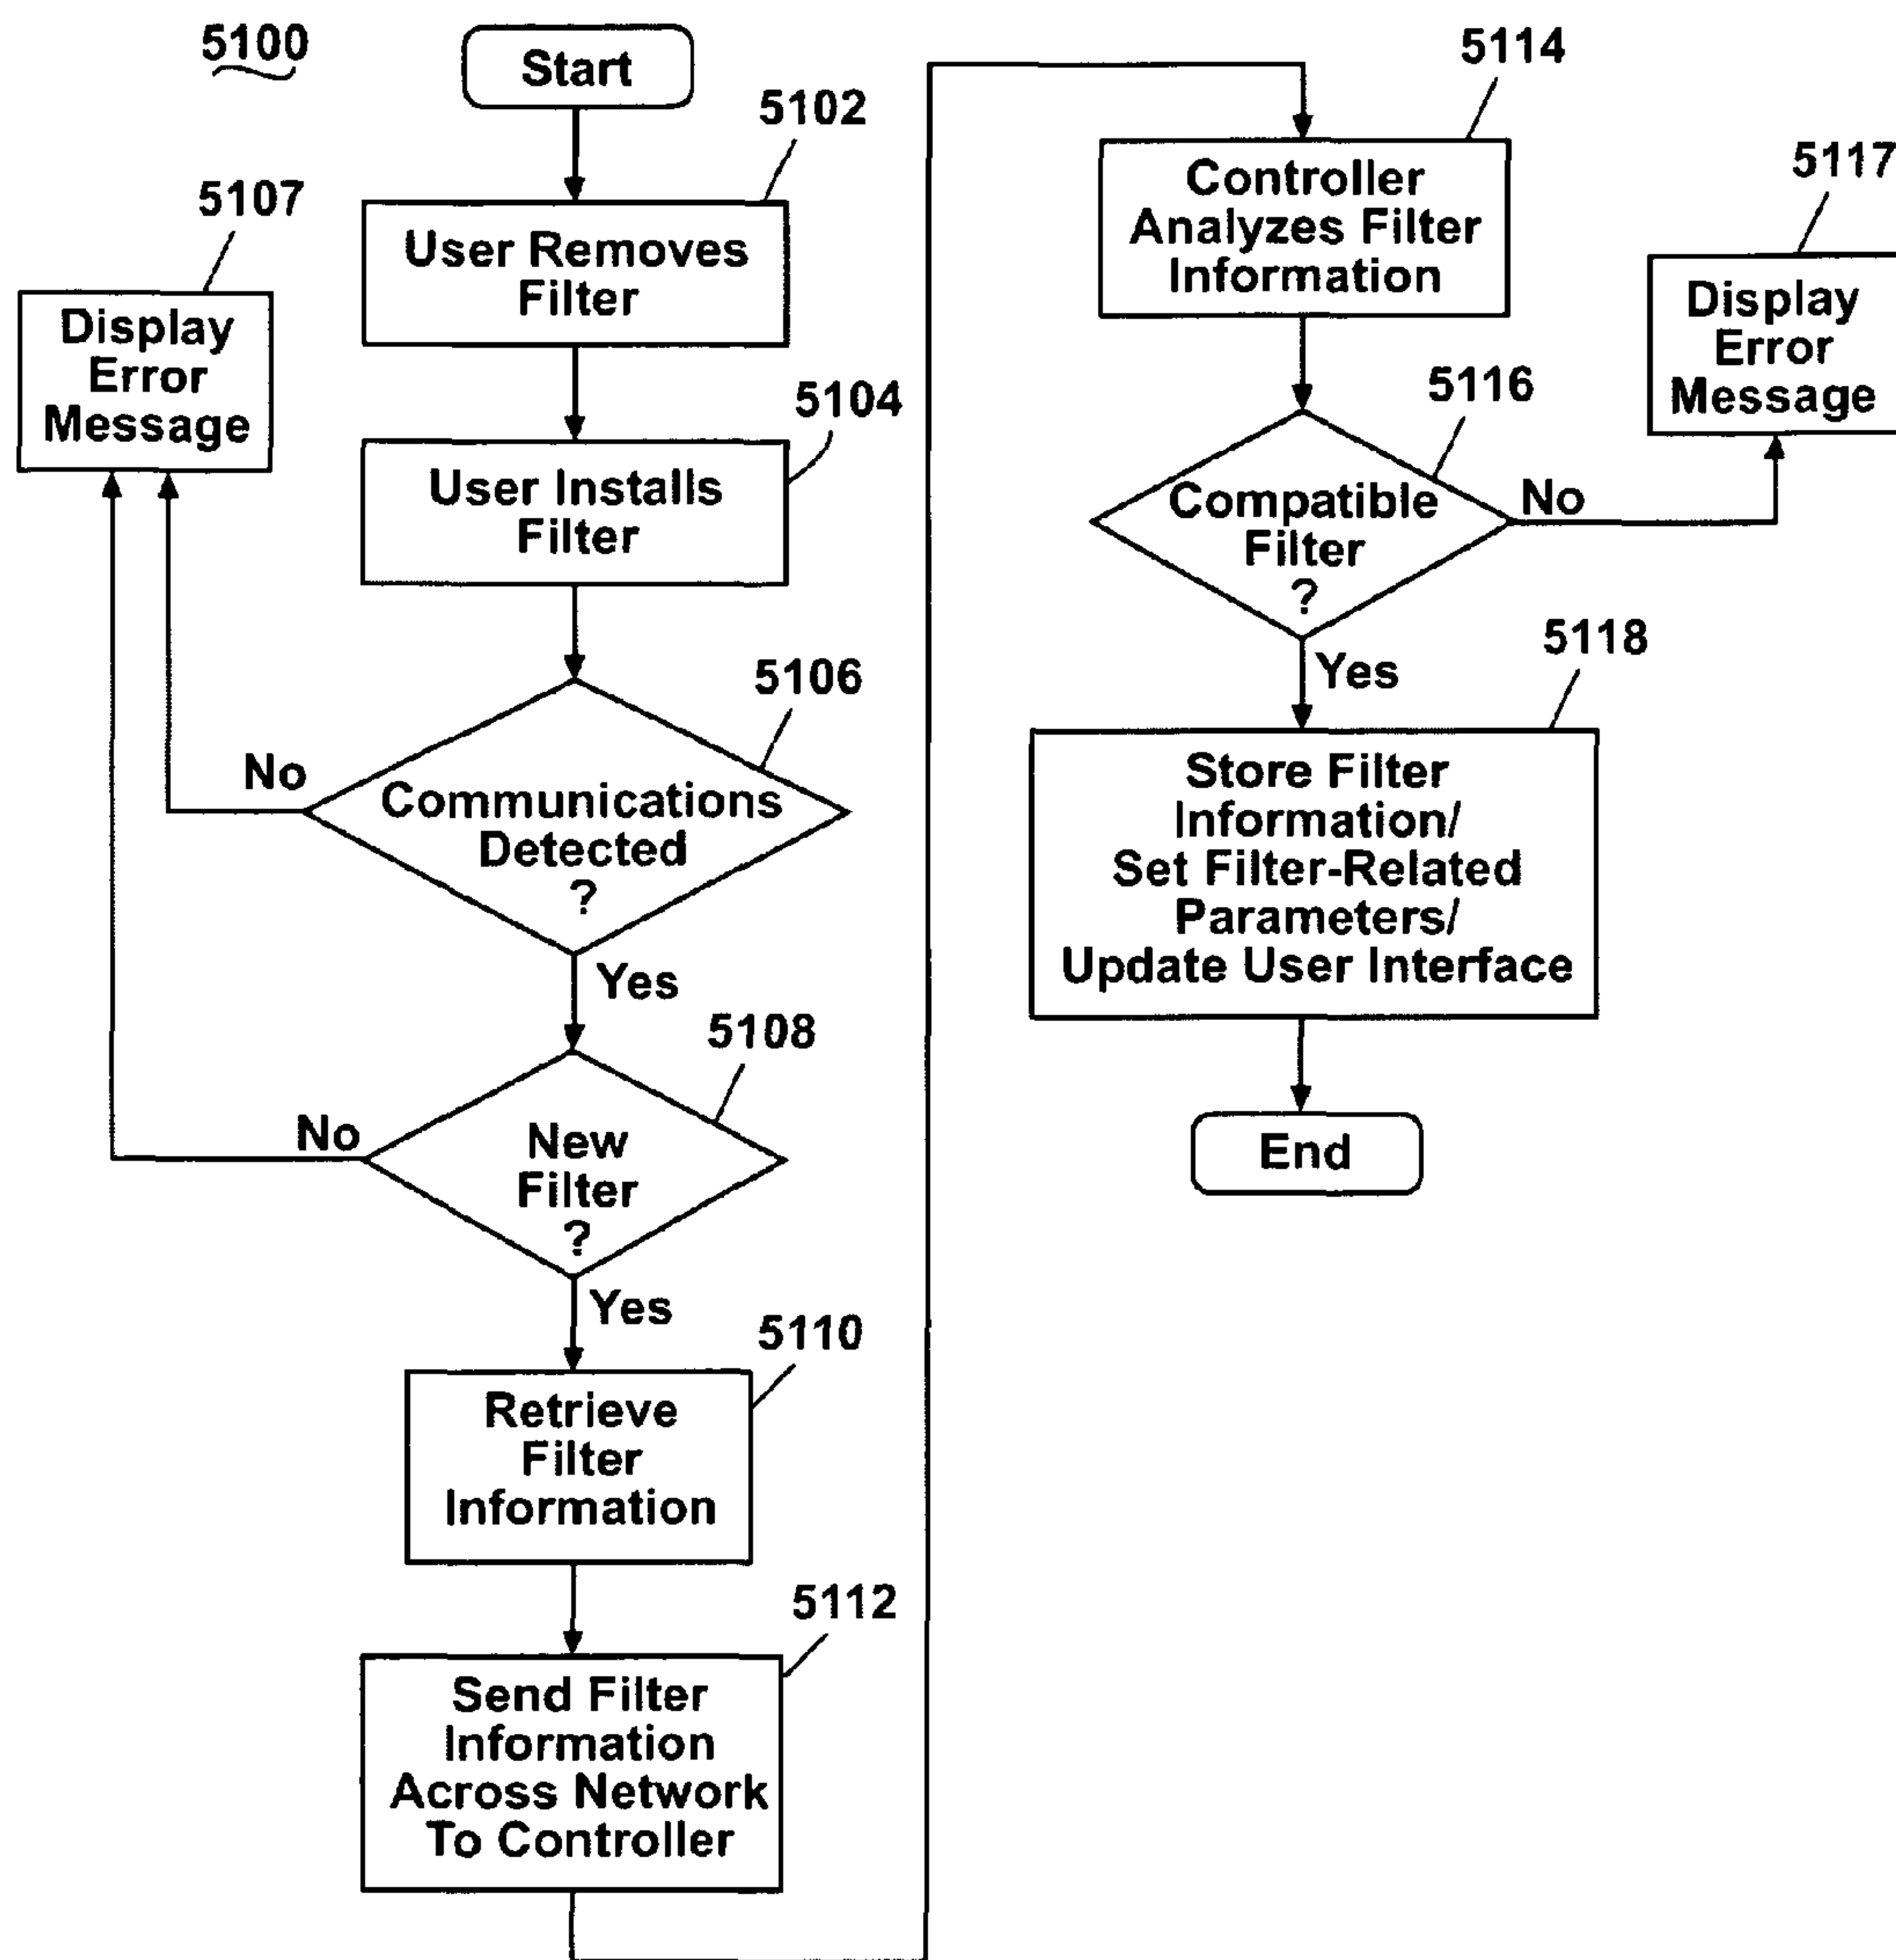 5100
Start
5102
User Removes
Filter
5107
Display
Error
Message
5104
User Installs
Filter
5106
No
Communications
Detected
?
Yes
5108
No
New
Filter
?
Yes
5110
Retrieve
Filter
Information
5112
Send Filter
Information
Across Network
To Controller
5114
Controller
Analyzes Filter
Information
5117
Display
Error
Message
5116
Compatible
Filter
?
No
Yes
5118
Store Filter
Information/
Set Filter-Related
Parameters/
Update User Interface
End